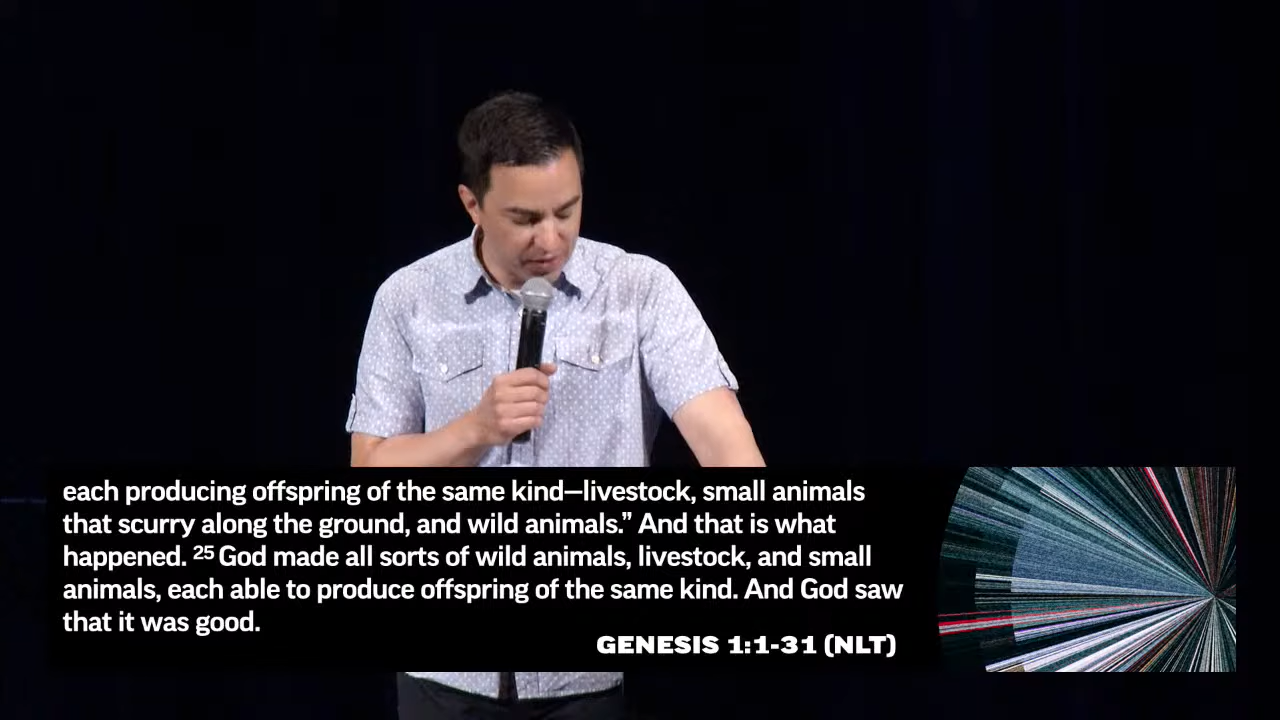 each producing offspring of the same kind—livestock, small animals
that scurry along the ground, and wild animals.” And that is what
happened. ²⁵ God made all sorts of wild animals, livestock, and small
animals, each able to produce offspring of the same kind. And God saw
that it was good.
GENESIS 1:1-31 (NLT)